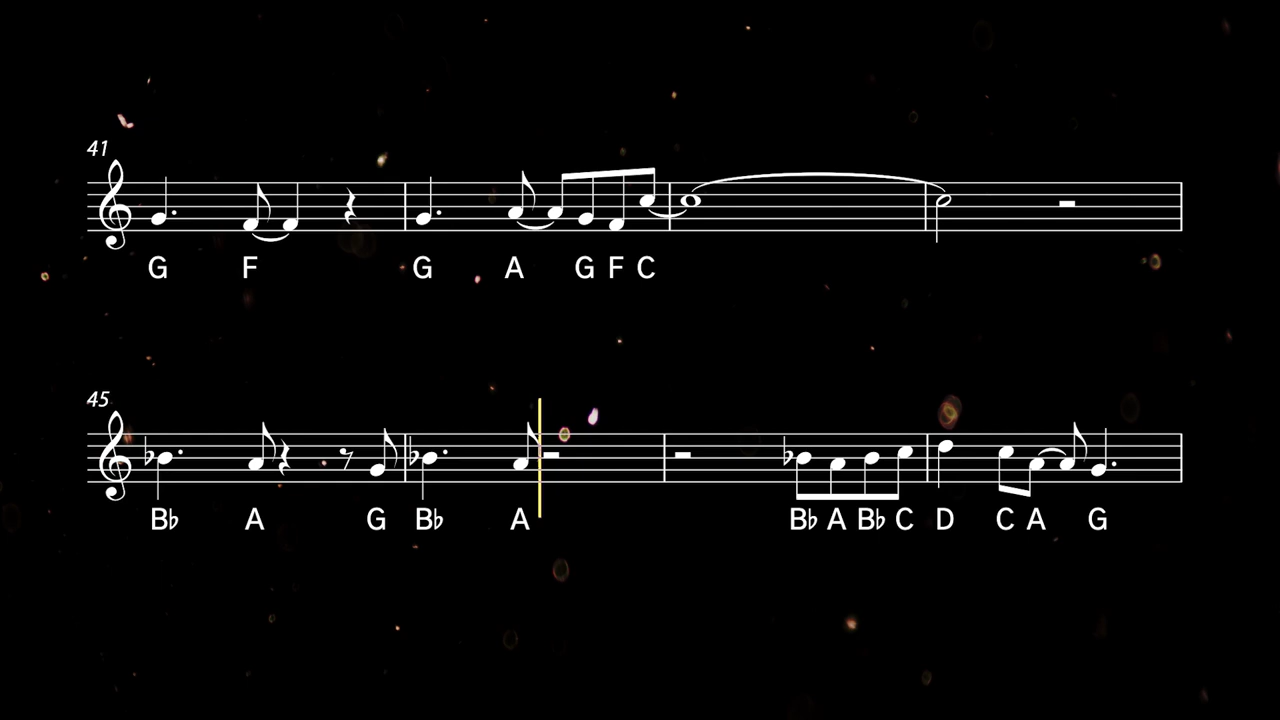 41
G F G A G F C
45
B♭ A G B♭ A B♭ A B♭ C D C A G